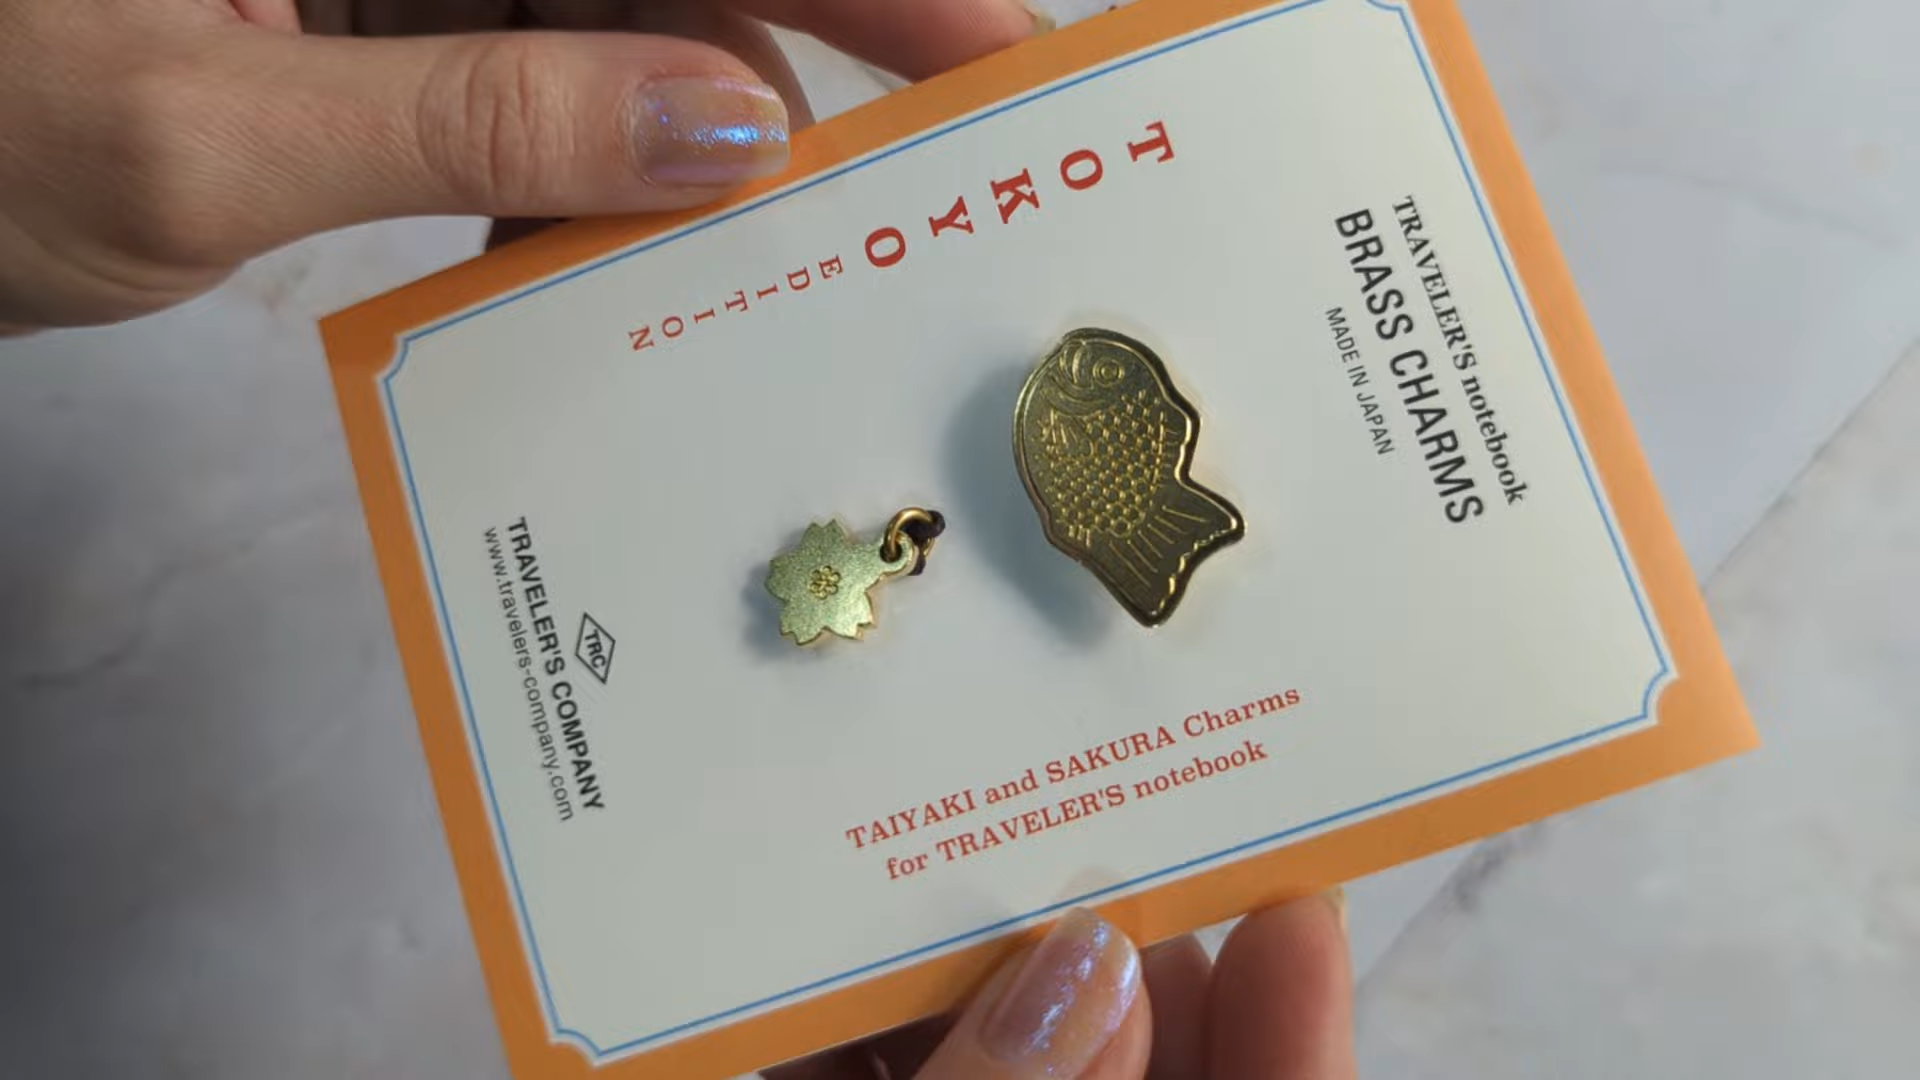 TRAVELER'S notebook
BRASS CHARMS
MADE IN JAPAN
TOKYO
EDITION
TAIYAKI and SAKURA Charms
for TRAVELER'S notebook
TRC
TRAVELER'S COMPANY
www.travelers-company.com